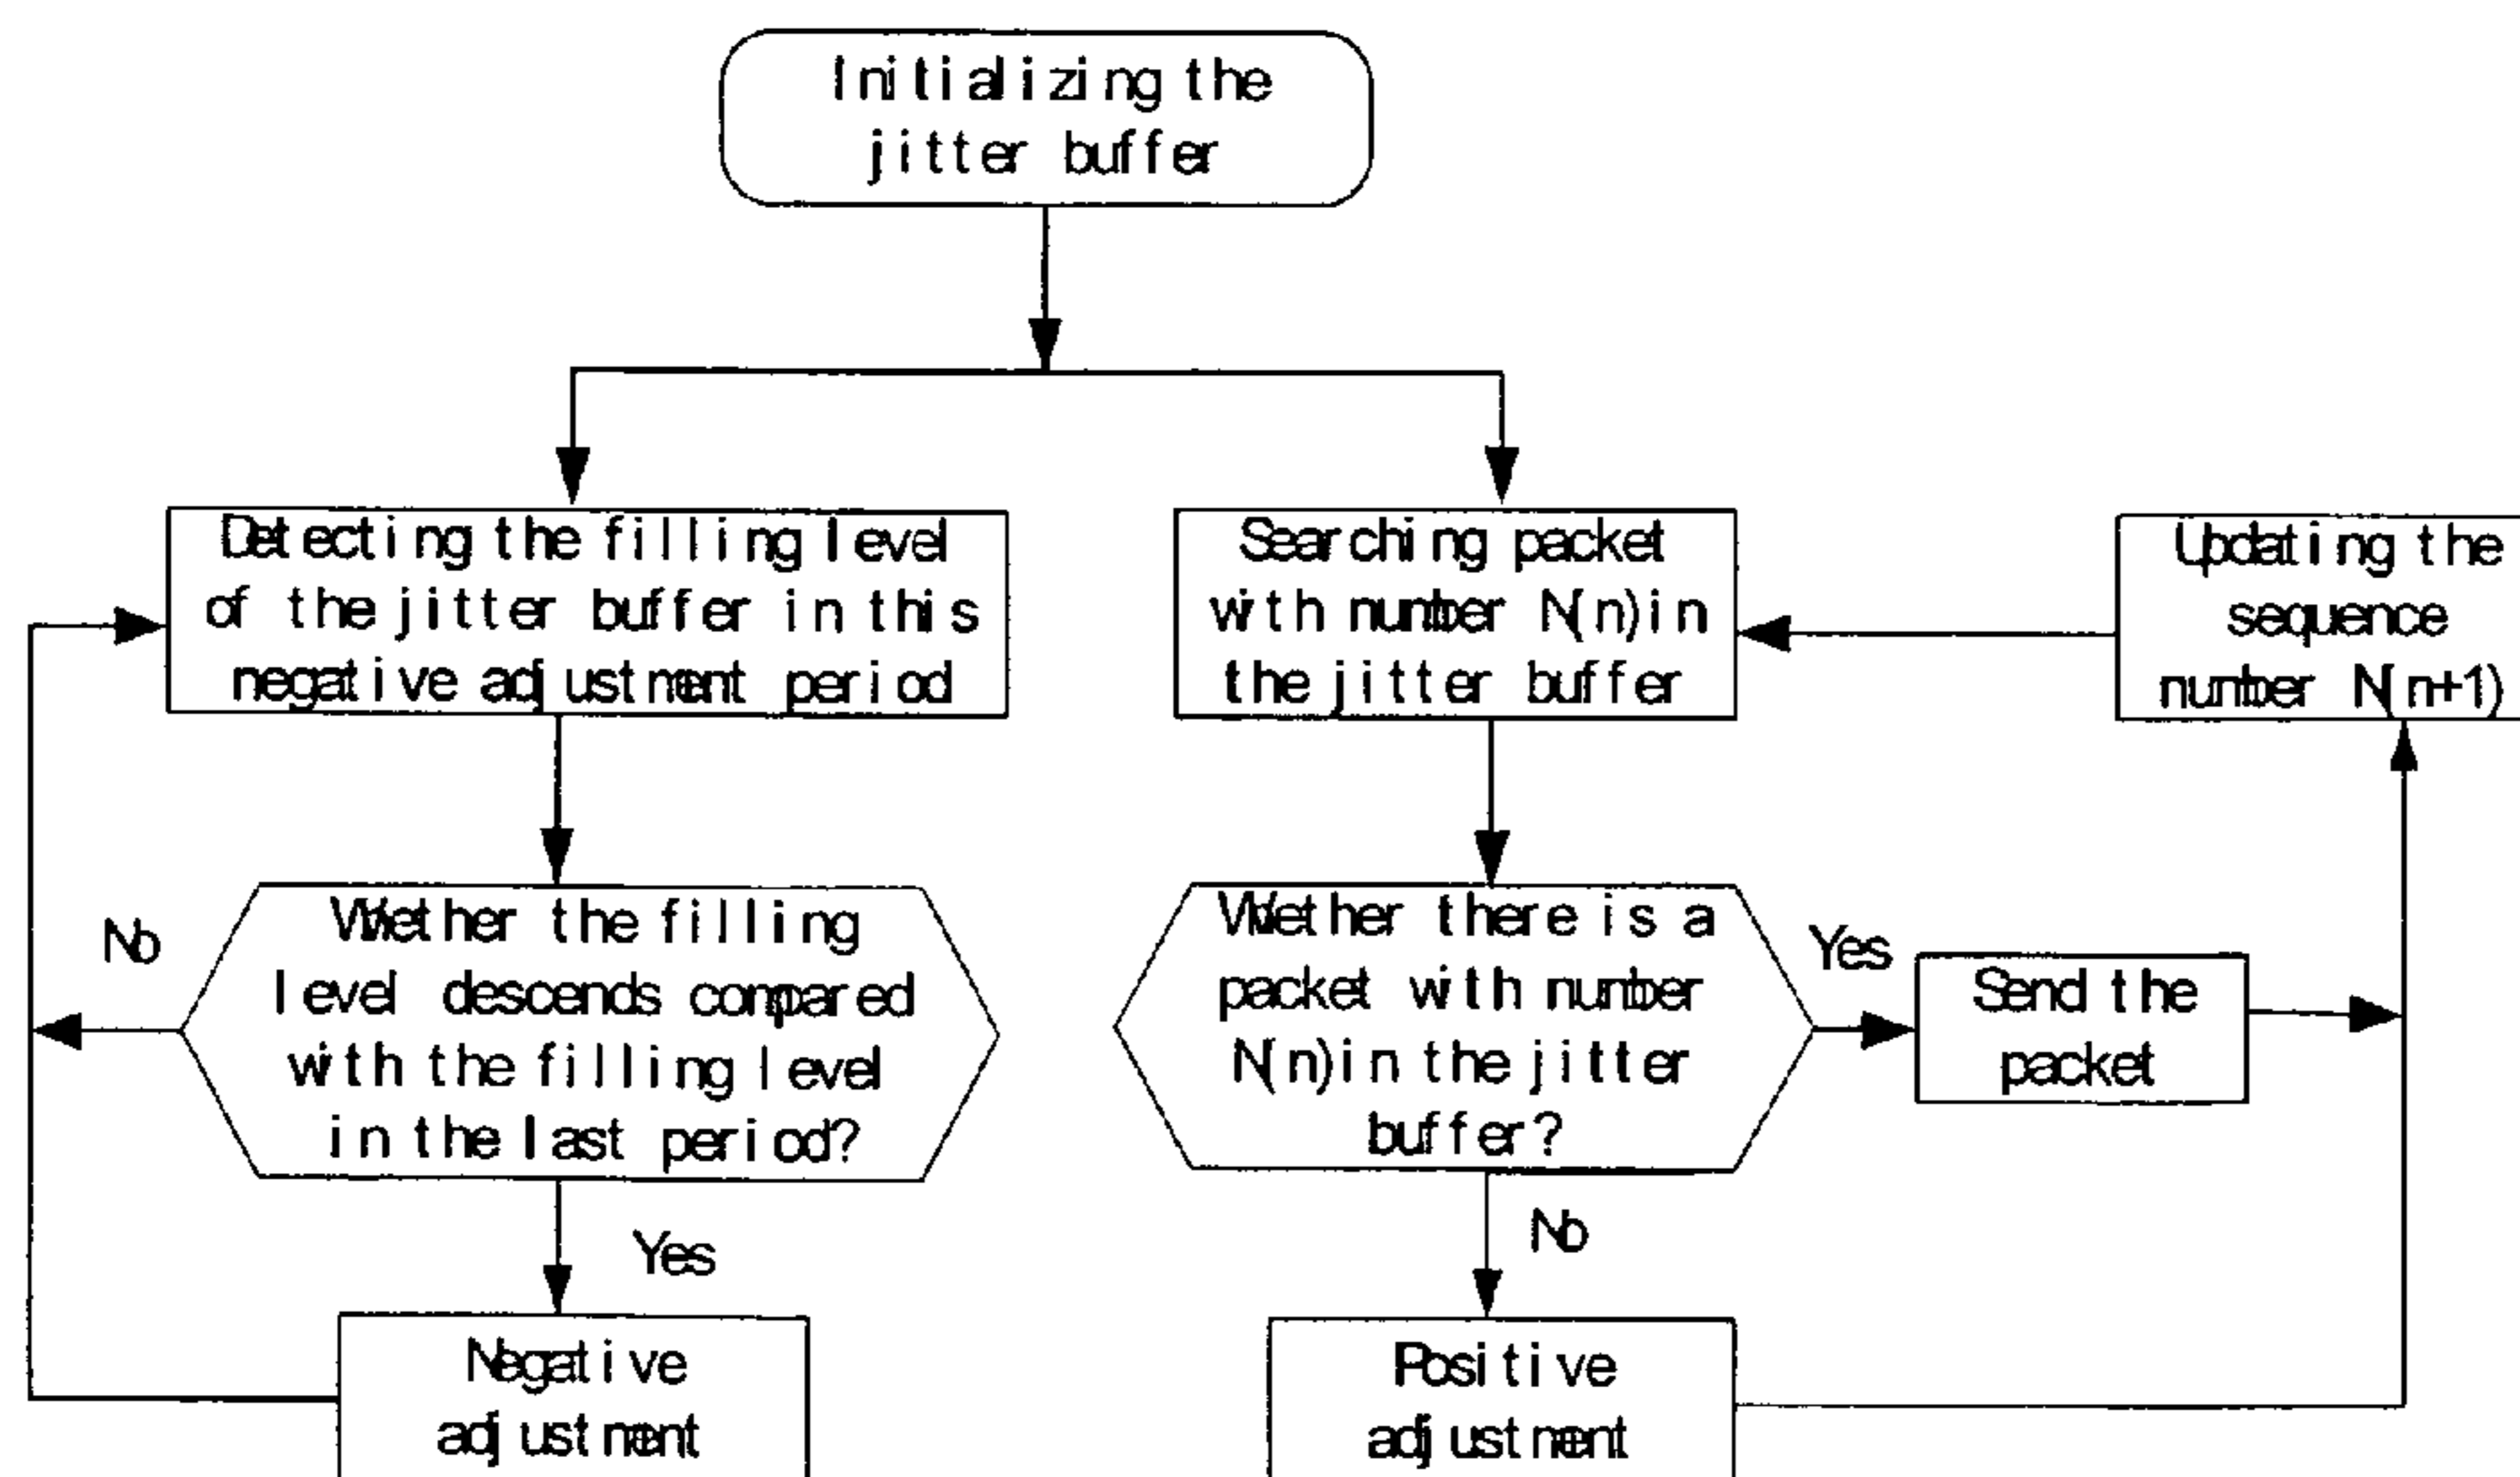 Initializing the
jitter buffer
Detecting the filling level
of the jitter buffer in this
negative adjustment period
Searching packet
with number N(n)in
the jitter buffer
Updating the
sequence
number N(n+1)
No
Whether the filling
level descends compared
with the filling level
in the last period?
Whether there is a
packet with number
N(n)in the jitter
buffer?
Yes
Send the
packet
Yes
No
Negative
adjustment
Positive
adjustment